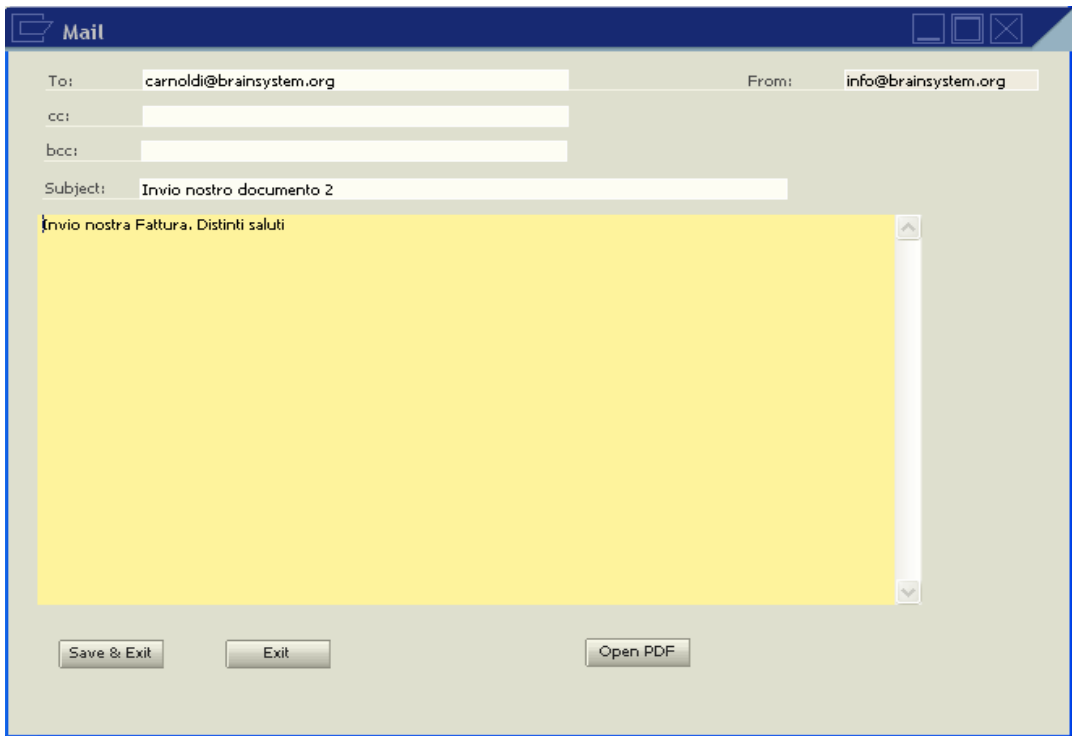 Mail
To: carnoldi@brainsystem.org From: info@brainsystem.org
cc:
bcc:
Subject: Invio nostro documento 2
Invio nostra Fattura. Distinti saluti
Save & Exit Exit Open PDF